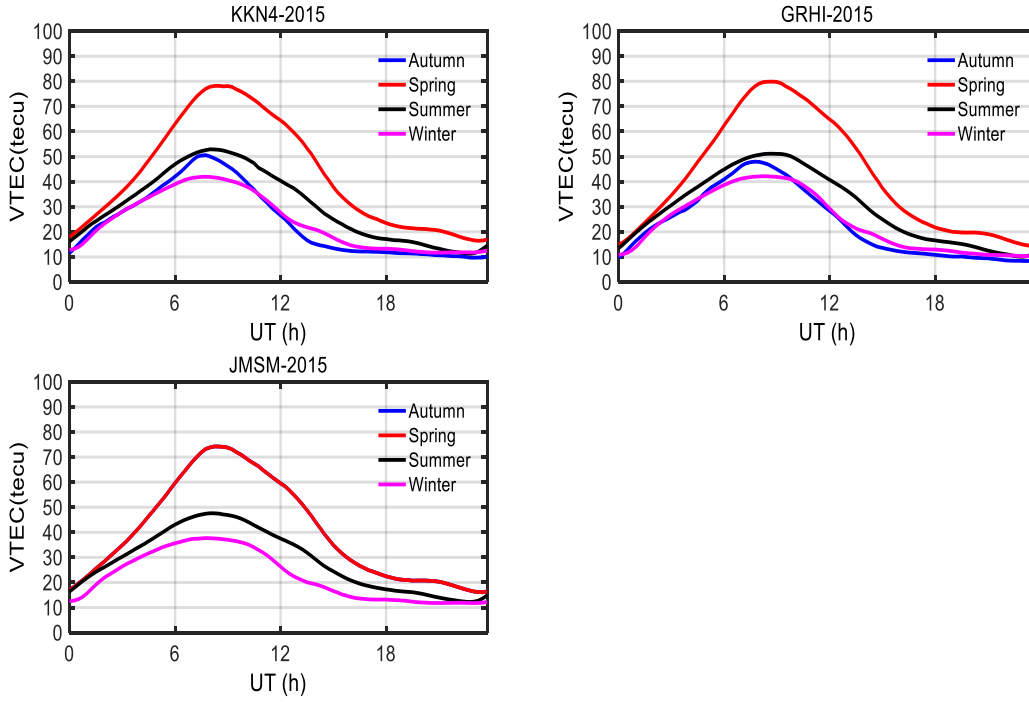 KKN4-2015
100
90
80
70
60
50
40
30
20
10
0
VTEC(tecu)
0 6 12 18
UT (h)
Autumn
Spring
Summer
Winter
GRHI-2015
100
90
80
70
60
50
40
30
20
10
0
VTEC(tecu)
0 6 12 18
UT (h)
Autumn
Spring
Summer
Winter
JMSM-2015
100
90
80
70
60
50
40
30
20
10
0
VTEC(tecu)
0 6 12 18
UT (h)
Autumn
Spring
Summer
Winter